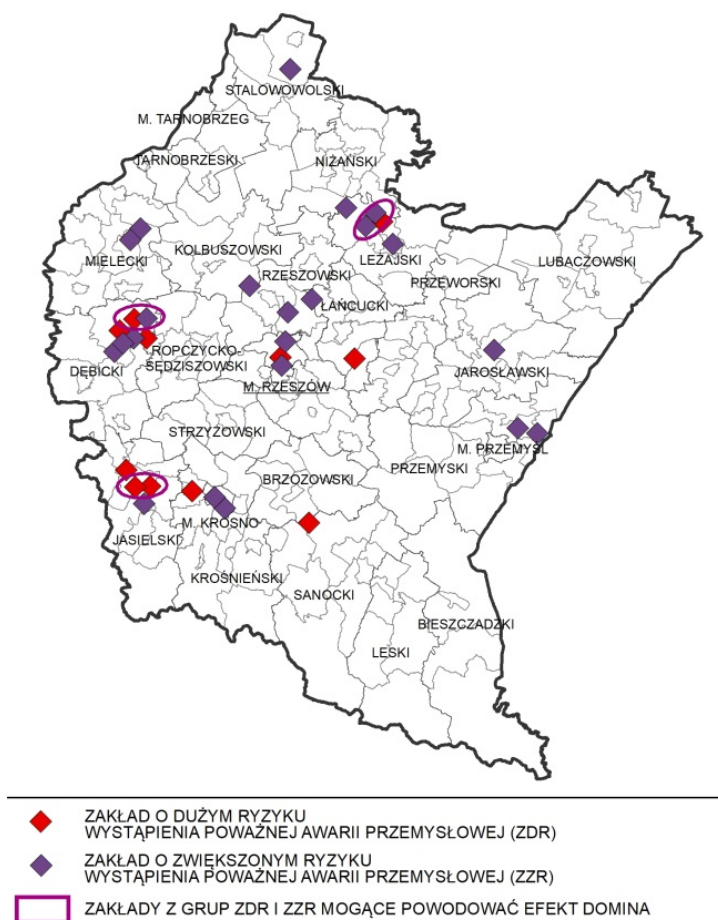 STALOWOWOLSKI
M. TARNOBRZEG
TARNOBRZESKI
NIŻAŃSKI
KOLBUSZOWSKI
MIELECKI
LEŻAJSKI
LUBACZOWSKI
RZESZOWSKI
PRZEWORSKI
ŁAŃCUCKI
ROPCZYCKO-
SĘDZISZOWSKI
DĘBICKI
JAROSŁAWSKI
M. RZESZÓW
STRZYŻOWSKI
M. PRZEMYŚL
PRZEMYSKI
BRZOZOWSKI
M. KROSNO
JASIELSKI
KROŚNIEŃSKI
SANOCKI
BIESZCZADZKI
LESKI
ZAKŁAD O DUŻYM RYZYKU
WYSTĄPIENIA POWAŻNEJ AWARII PRZEMYSŁOWEJ (ZDR)
ZAKŁAD O ZWIĘKSZONYM RYZYKU
WYSTĄPIENIA POWAŻNEJ AWARII PRZEMYSŁOWEJ (ZZR)
ZAKŁADY Z GRUP ZDR I ZZR MOGĄCE POWODOWAĆ EFEKT DOMINA